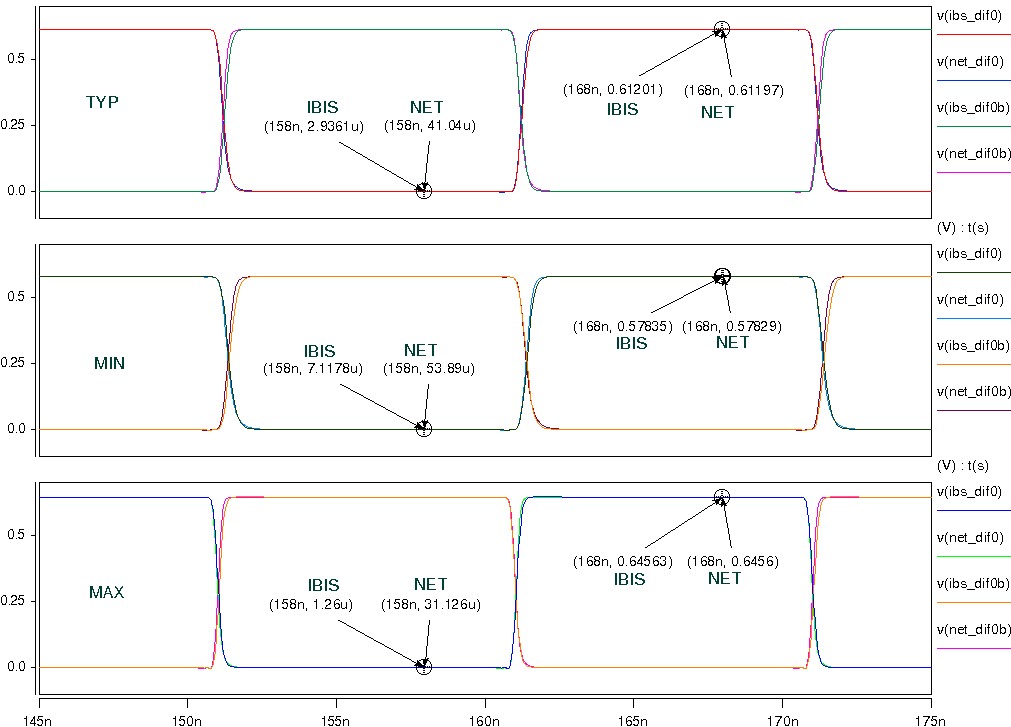 v(ibs_dif0)
0.5
v(net_dif0)
TYP
IBIS
(158n, 2.9361u)
NET
(158n, 41.04u)
(168n, 0.61201)
IBIS
(168n, 0.61197)
NET
v(ibs_dif0b)
0.25
v(net_dif0b)
0.0
(V) : t(s)
v(ibs_dif0)
0.5
v(net_dif0)
MIN
IBIS
(158n, 7.1178u)
NET
(158n, 53.89u)
(168n, 0.57835)
IBIS
(168n, 0.57829)
NET
v(ibs_dif0b)
0.25
v(net_dif0b)
0.0
(V) : t(s)
v(ibs_dif0)
0.5
v(net_dif0)
MAX
IBIS
(158n, 1.26u)
NET
(158n, 31.126u)
(168n, 0.64563)
IBIS
(168n, 0.6456)
NET
v(ibs_dif0b)
0.25
v(net_dif0b)
0.0
145n 150n 155n 160n 165n 170n 175n